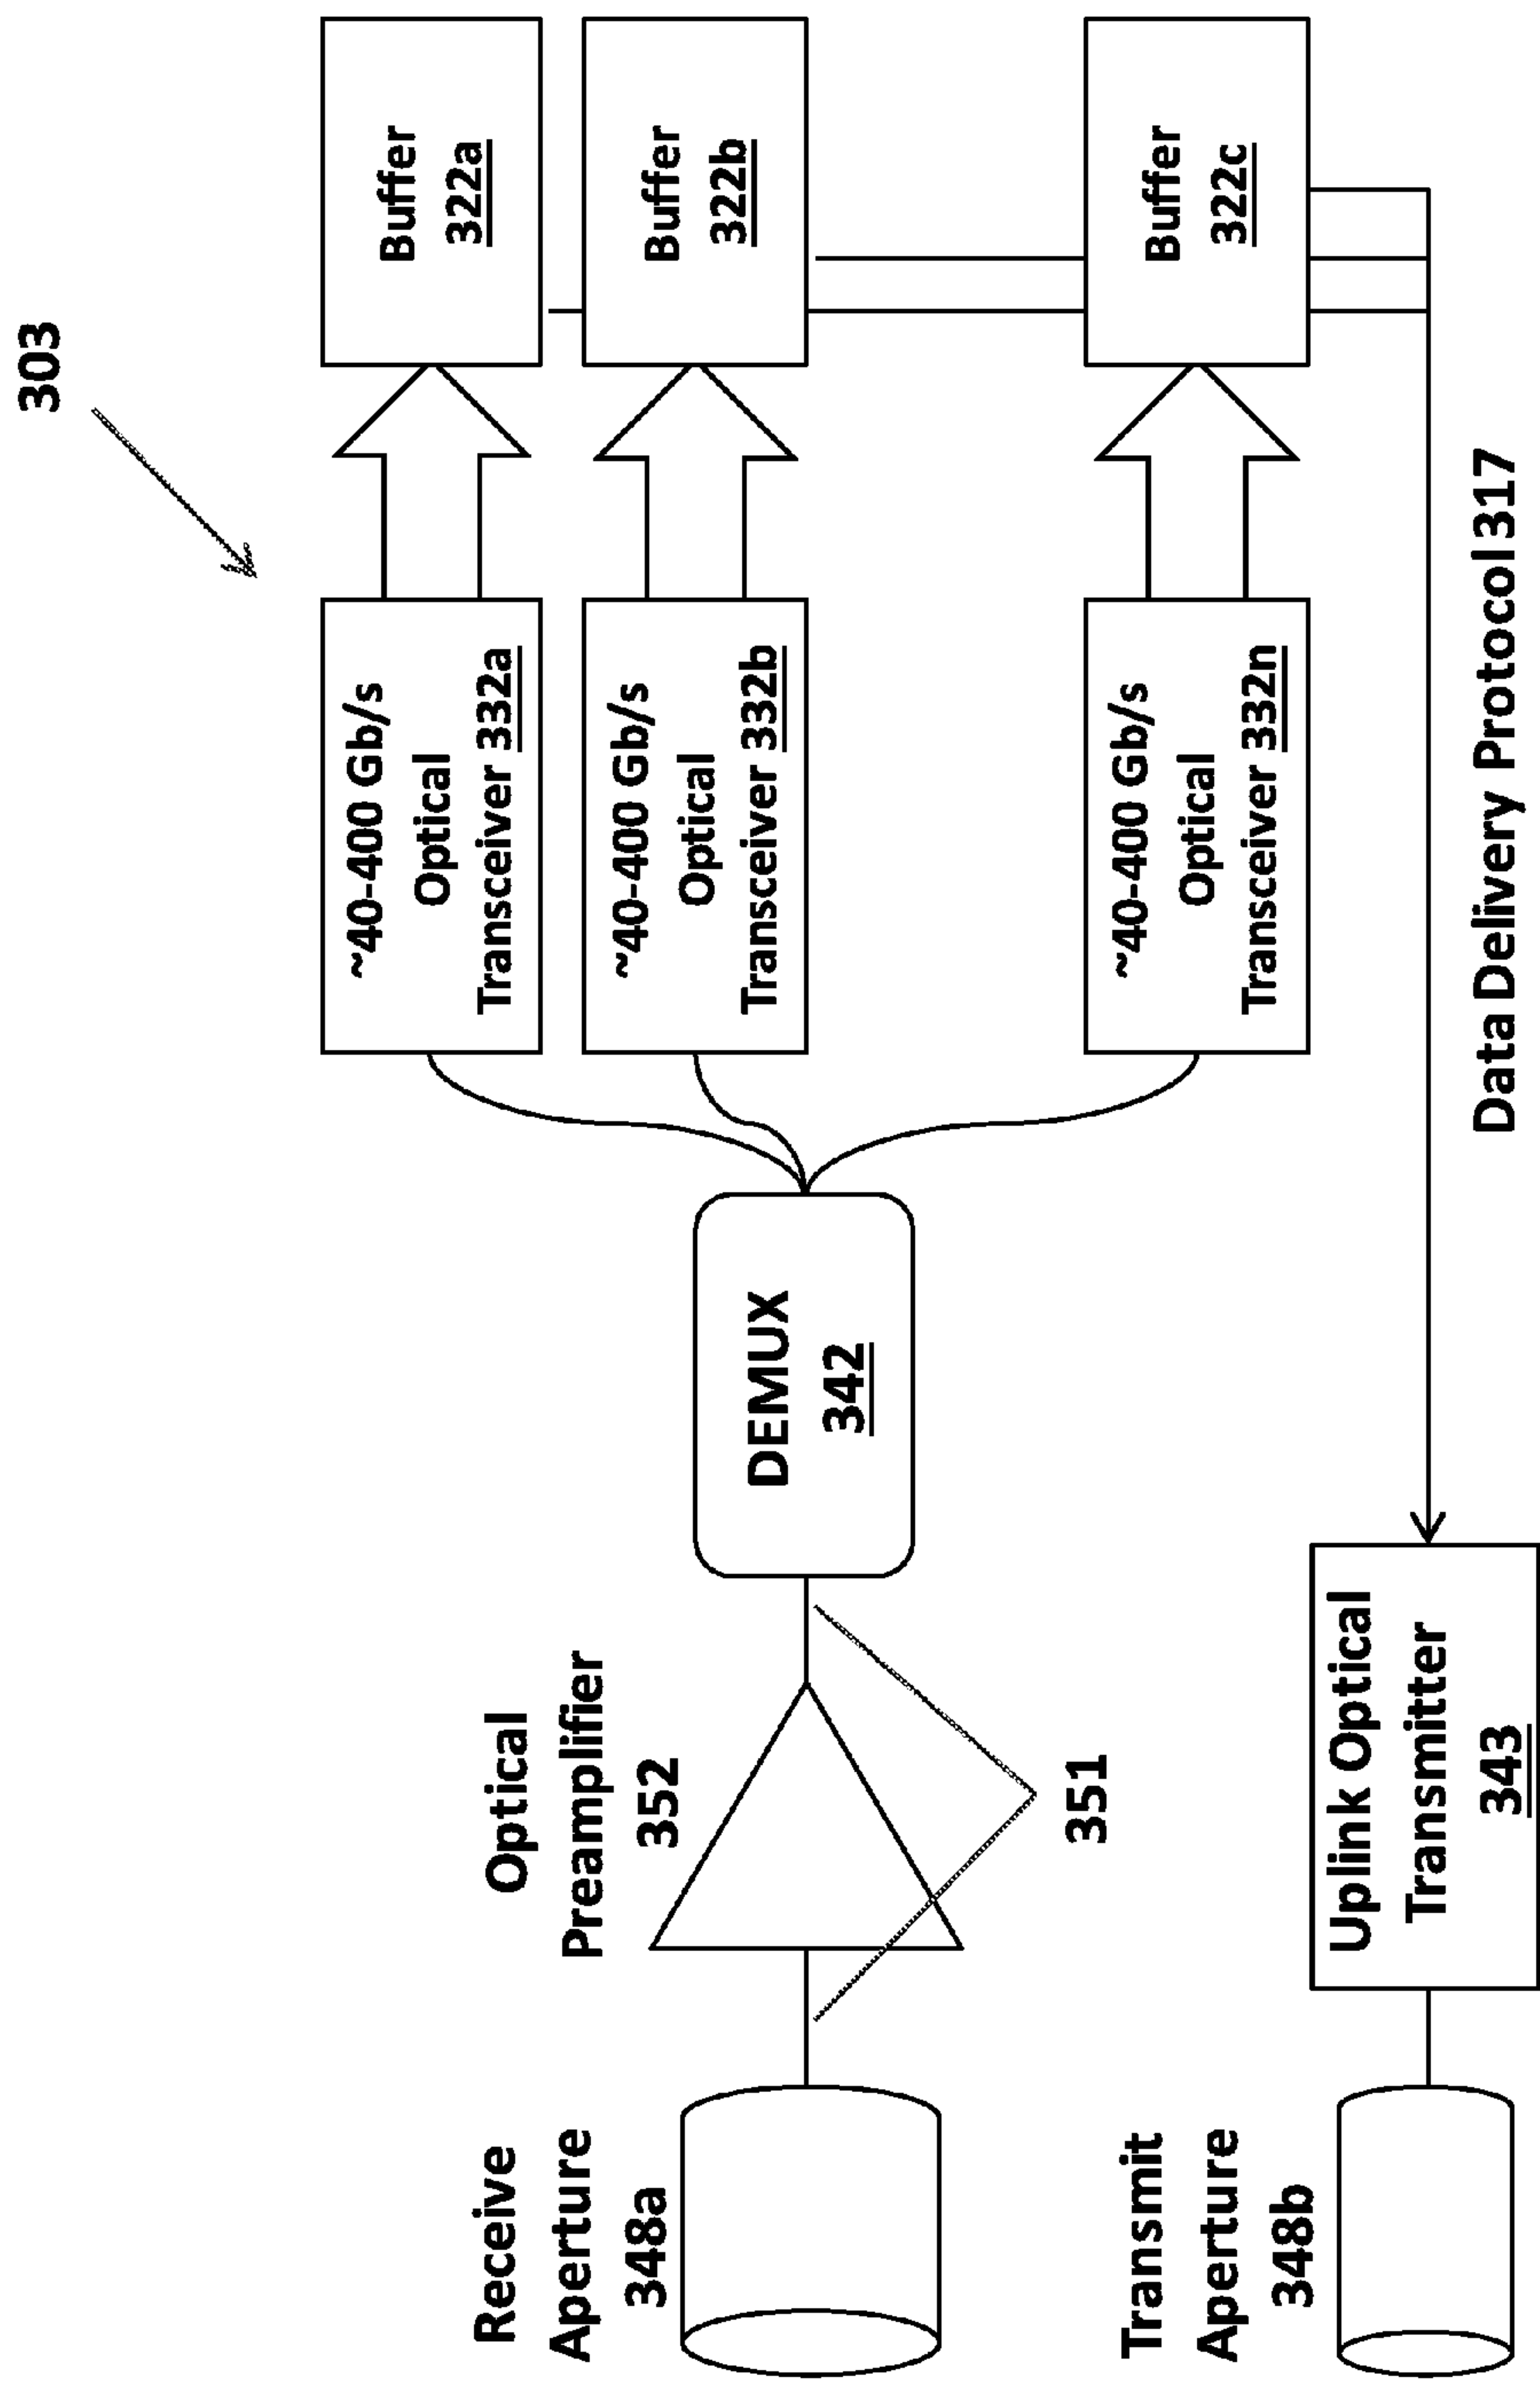 303
Receive
Aperture
348a
Optical
Preamplifier
352
351
DEMUX
342
~40-400 Gb/s
Optical
Transceiver 332a
Buffer
322a
~40-400 Gb/s
Optical
Transceiver 332b
Buffer
322b
~40-400 Gb/s
Optical
Transceiver 332n
Buffer
322c
Transmit
Aperture
348b
Uplink Optical
Transmitter
343
Data Delivery Protocol 317